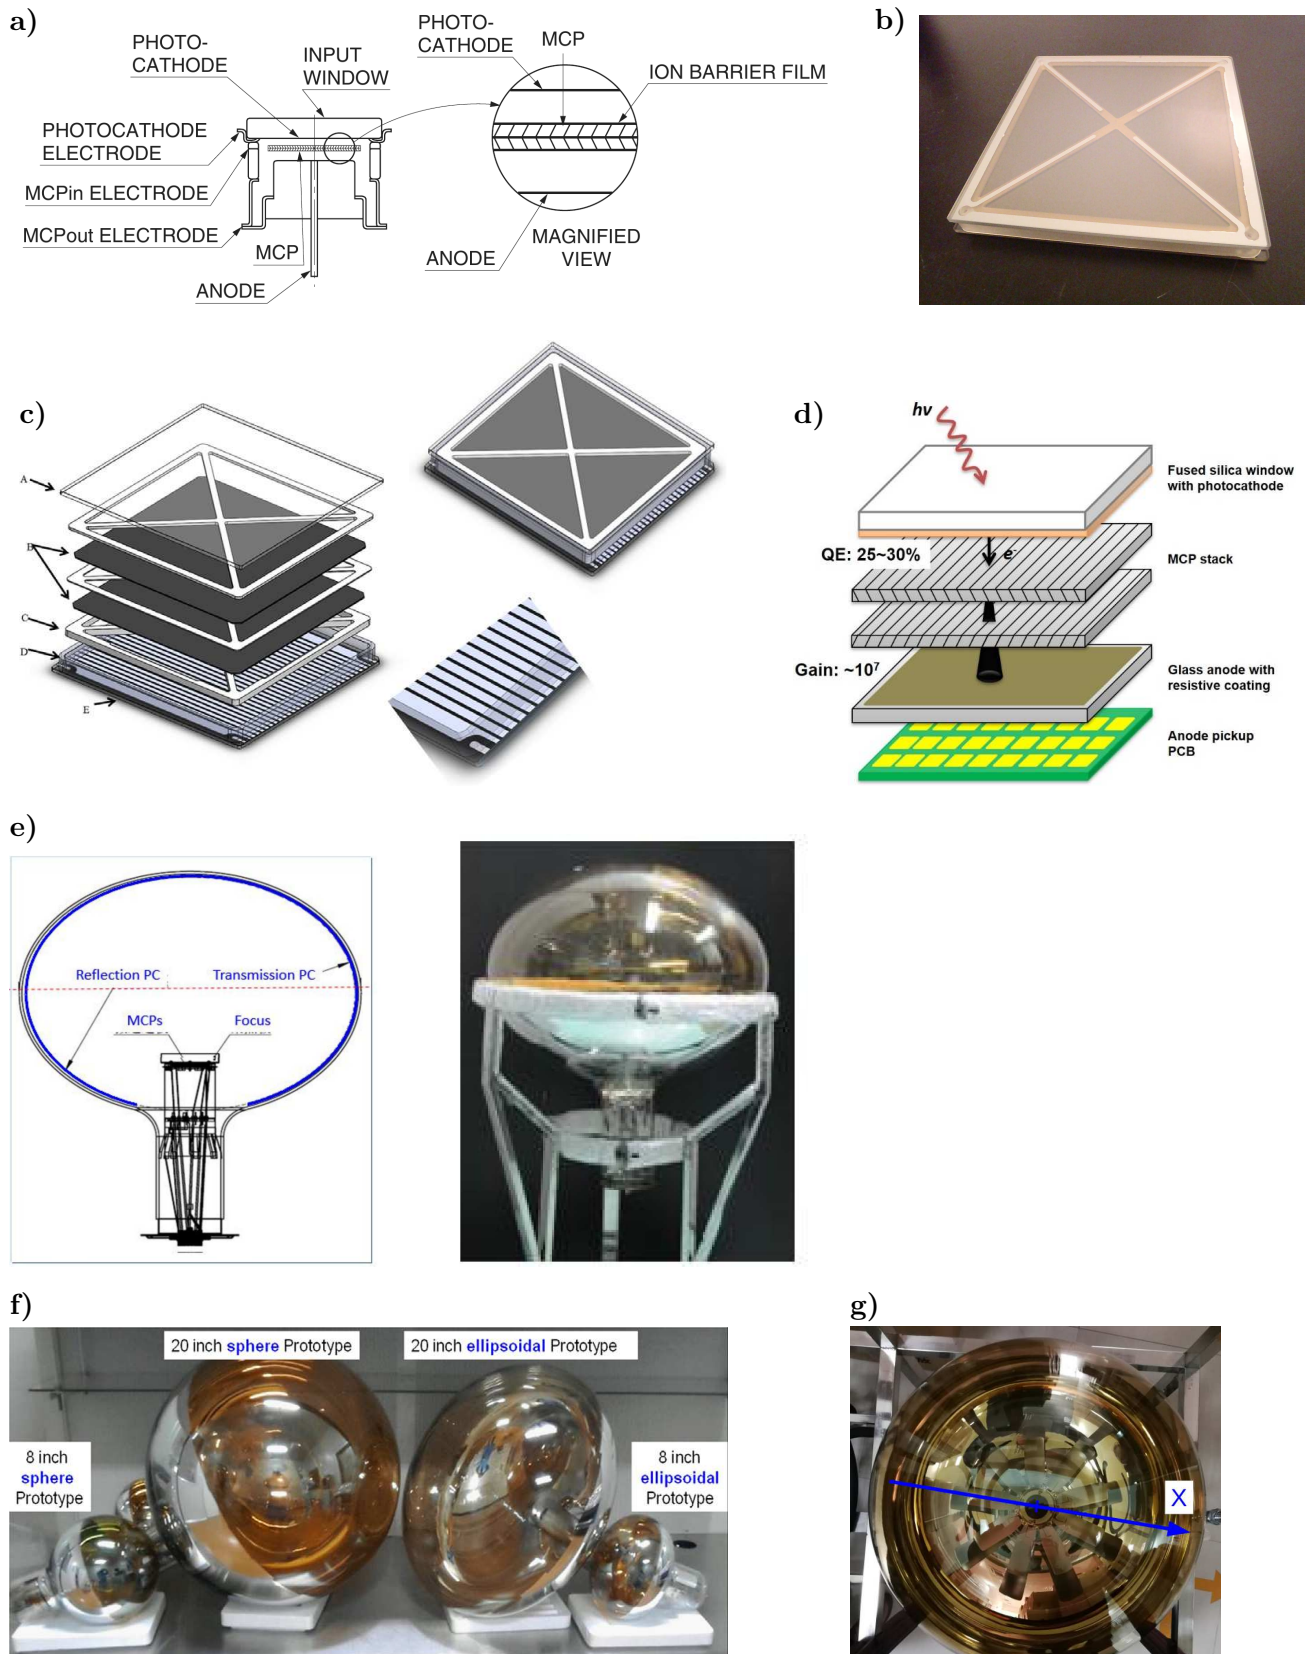 a)
PHOTO-
CATHODE
INPUT
WINDOW
PHOTOCATHODE
ELECTRODE
MCPin ELECTRODE
MCPout ELECTRODE
MCP
ANODE
PHOTO-
CATHODE
MCP
ION BARRIER FILM
ANODE
MAGNIFIED
VIEW
b)
c)
A
B
C
D
E
d)
hν
Fused silica window
with photocathode
QE: 25~30%
e
MCP stack
Gain: ~10⁷
Glass anode with
resistive coating
Anode pickup
PCB
e)
Reflection PC
Transmission PC
MCPs
Focus
f)
20 inch sphere Prototype
20 inch ellipsoidal Prototype
8 inch
sphere
Prototype
8 inch
ellipsoidal
Prototype
g)
X